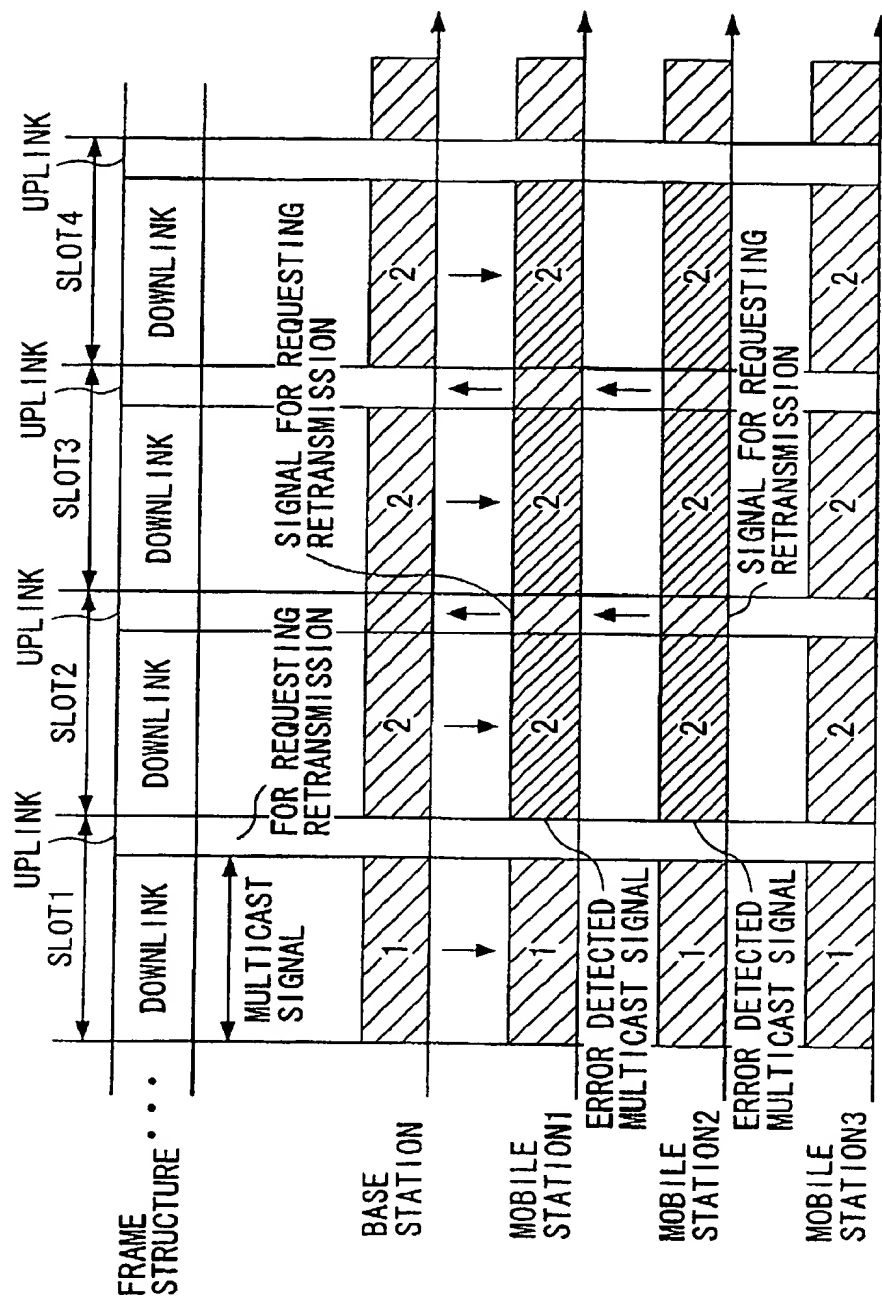 FRAME
STRUCTURE
• • •
SLOT1
UPLINK
SLOT2
UPLINK
SLOT3
UPLINK
SLOT4
UPLINK
DOWNLINK
DOWNLINK
DOWNLINK
DOWNLINK
MULTICAST
SIGNAL
FOR REQUESTING
RETRANSMISSION
SIGNAL FOR REQUESTING
RETRANSMISSION
BASE
STATION
1
2
2
2
MOBILE
STATION1
1
2
2
2
ERROR DETECTED
MULTICAST SIGNAL
MOBILE
STATION2
1
2
2
2
ERROR DETECTED
MULTICAST SIGNAL
SIGNAL FOR REQUESTING
RETRANSMISSION
MOBILE
STATION3
1
2
2
2